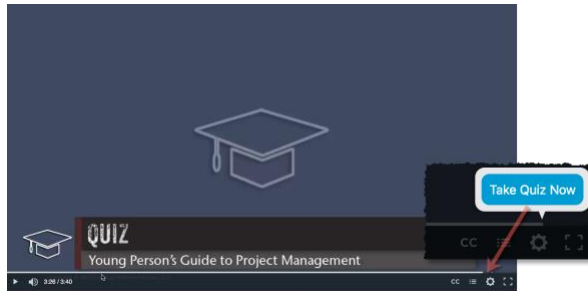 Take Quiz Now
CC
QUIZ
Young Person's Guide to Project Management
3:26 / 3:40
CC